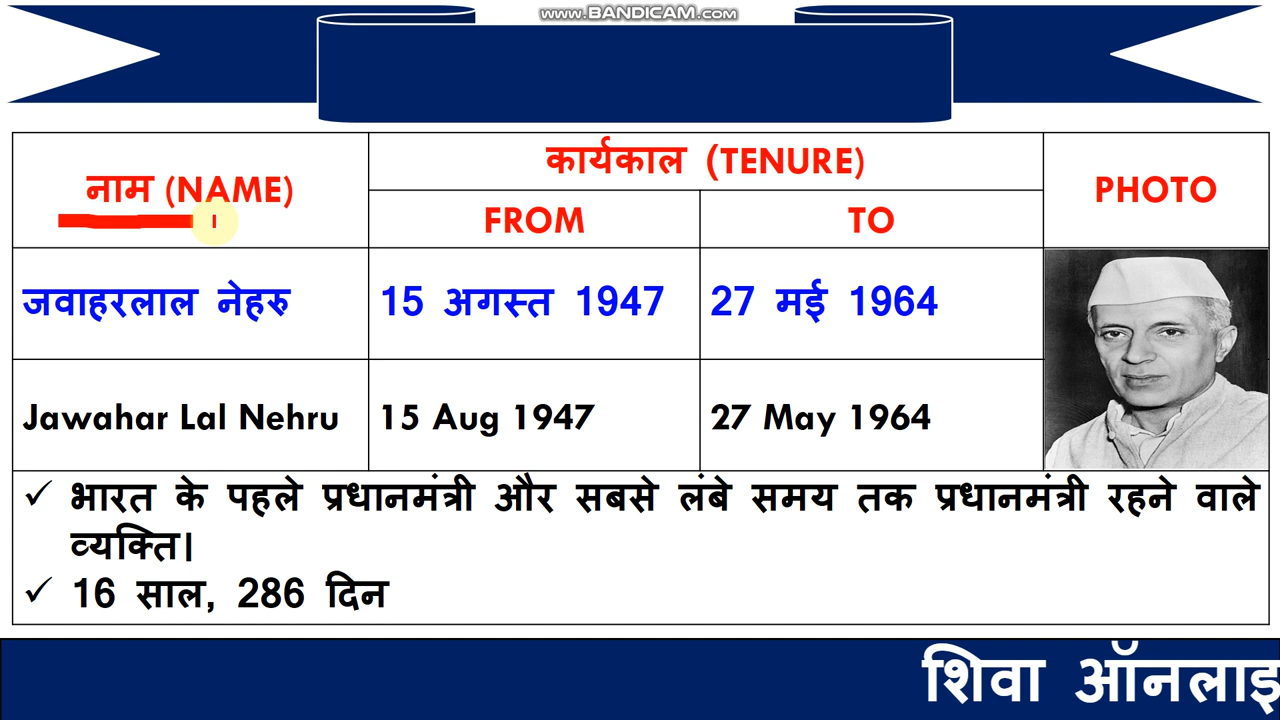 www.BANDICAM.com
नाम (NAME)
कार्यकाल (TENURE)
FROM
TO
PHOTO
जवाहरलाल नेहरु
15 अगस्त 1947
27 मई 1964
Jawahar Lal Nehru
15 Aug 1947
27 May 1964
✓ भारत के पहले प्रधानमंत्री और सबसे लंबे समय तक प्रधानमंत्री रहने वाले
व्यक्ति।
✓ 16 साल, 286 दिन
शिवा ऑनलाइ